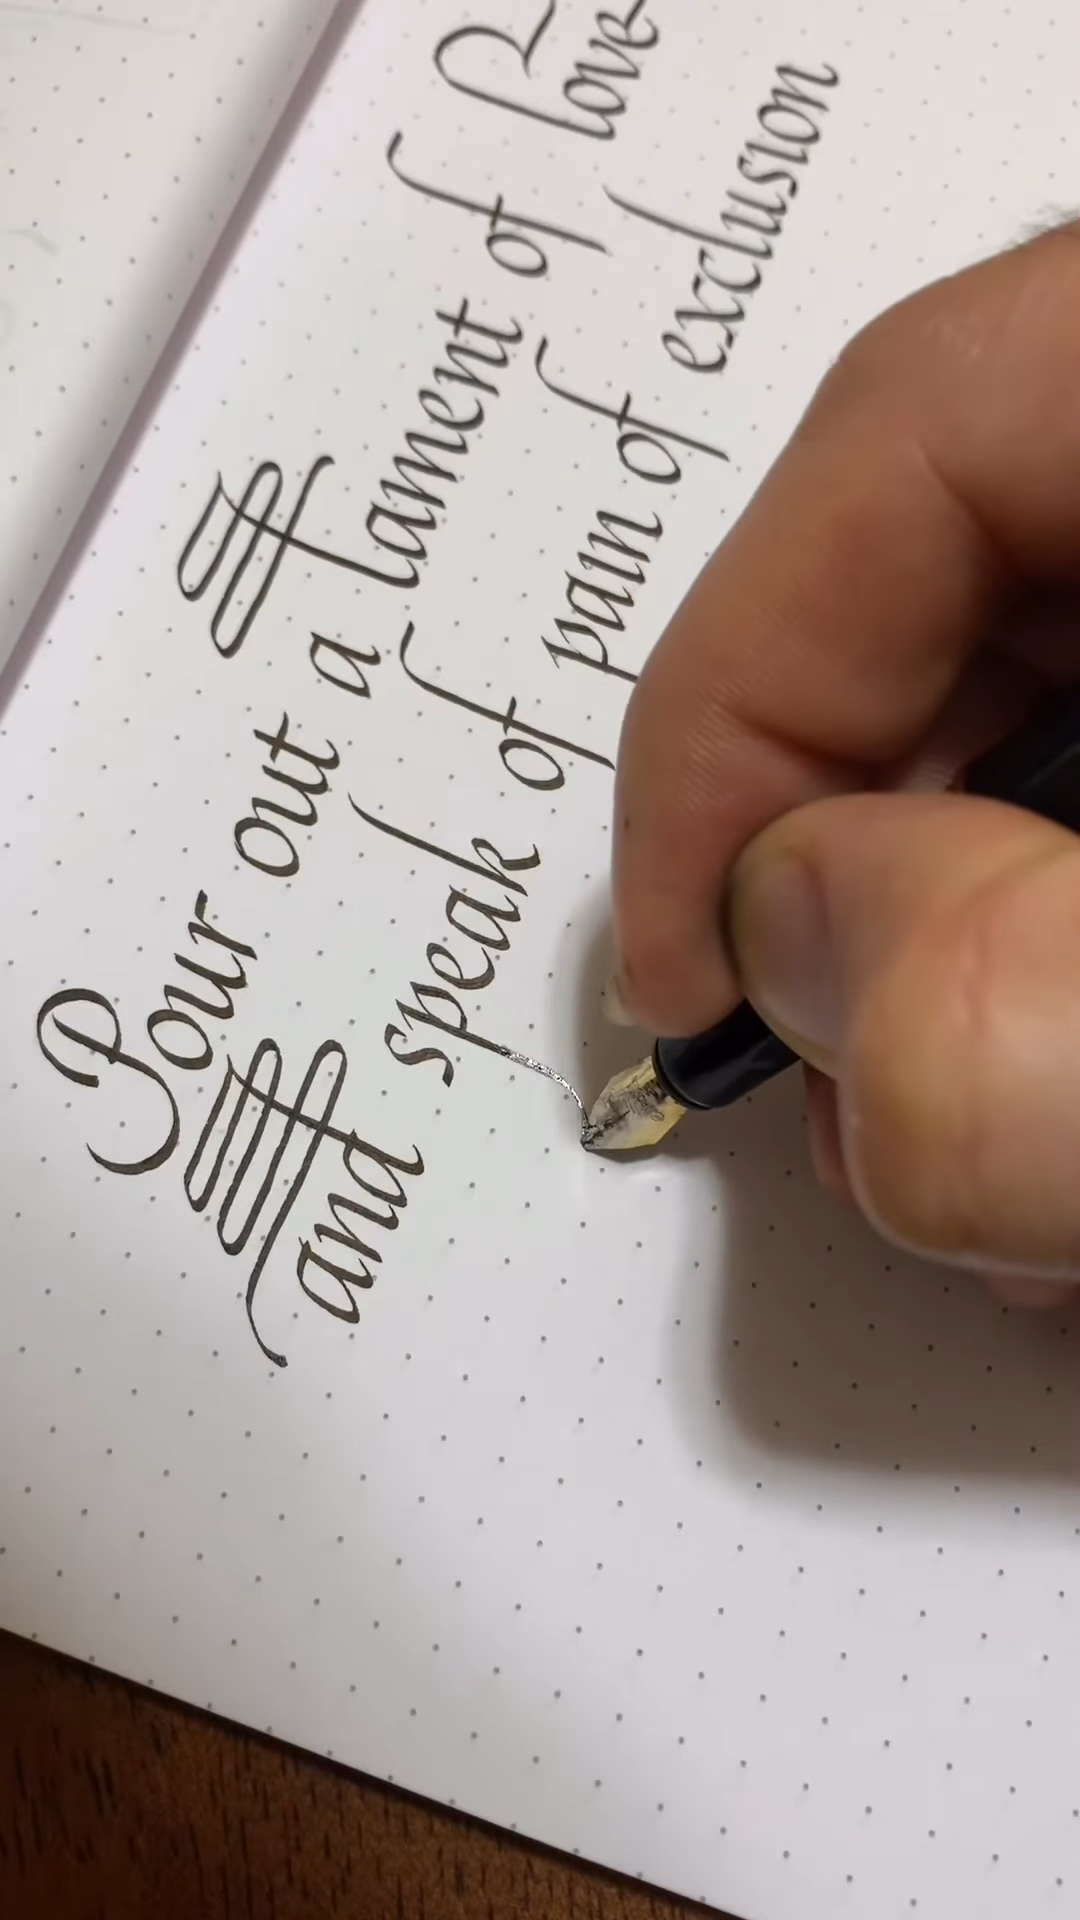 Pour out a lament of love
and speak of pain of exclusion